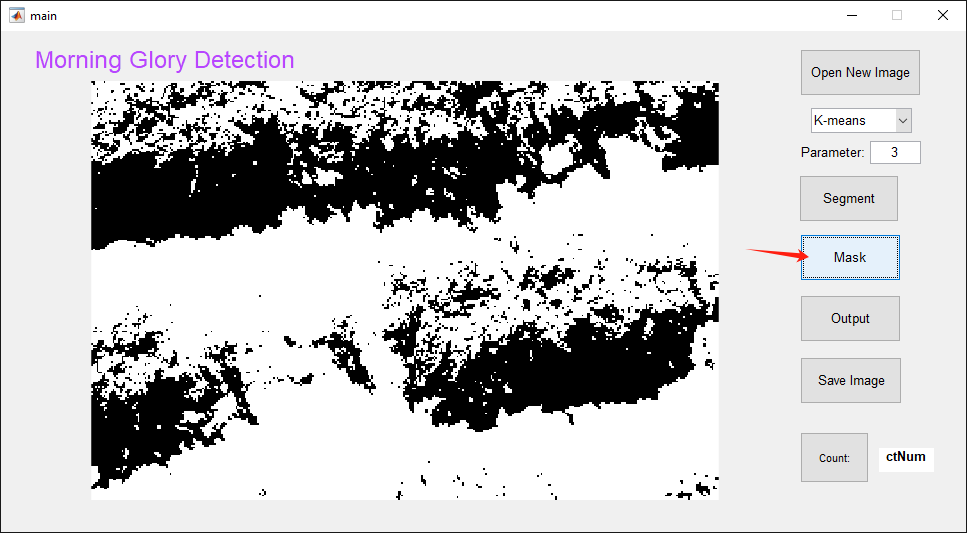 main
Morning Glory Detection
Open New Image
K-means
Parameter: 3
Segment
Mask
Output
Save Image
Count: ctNum